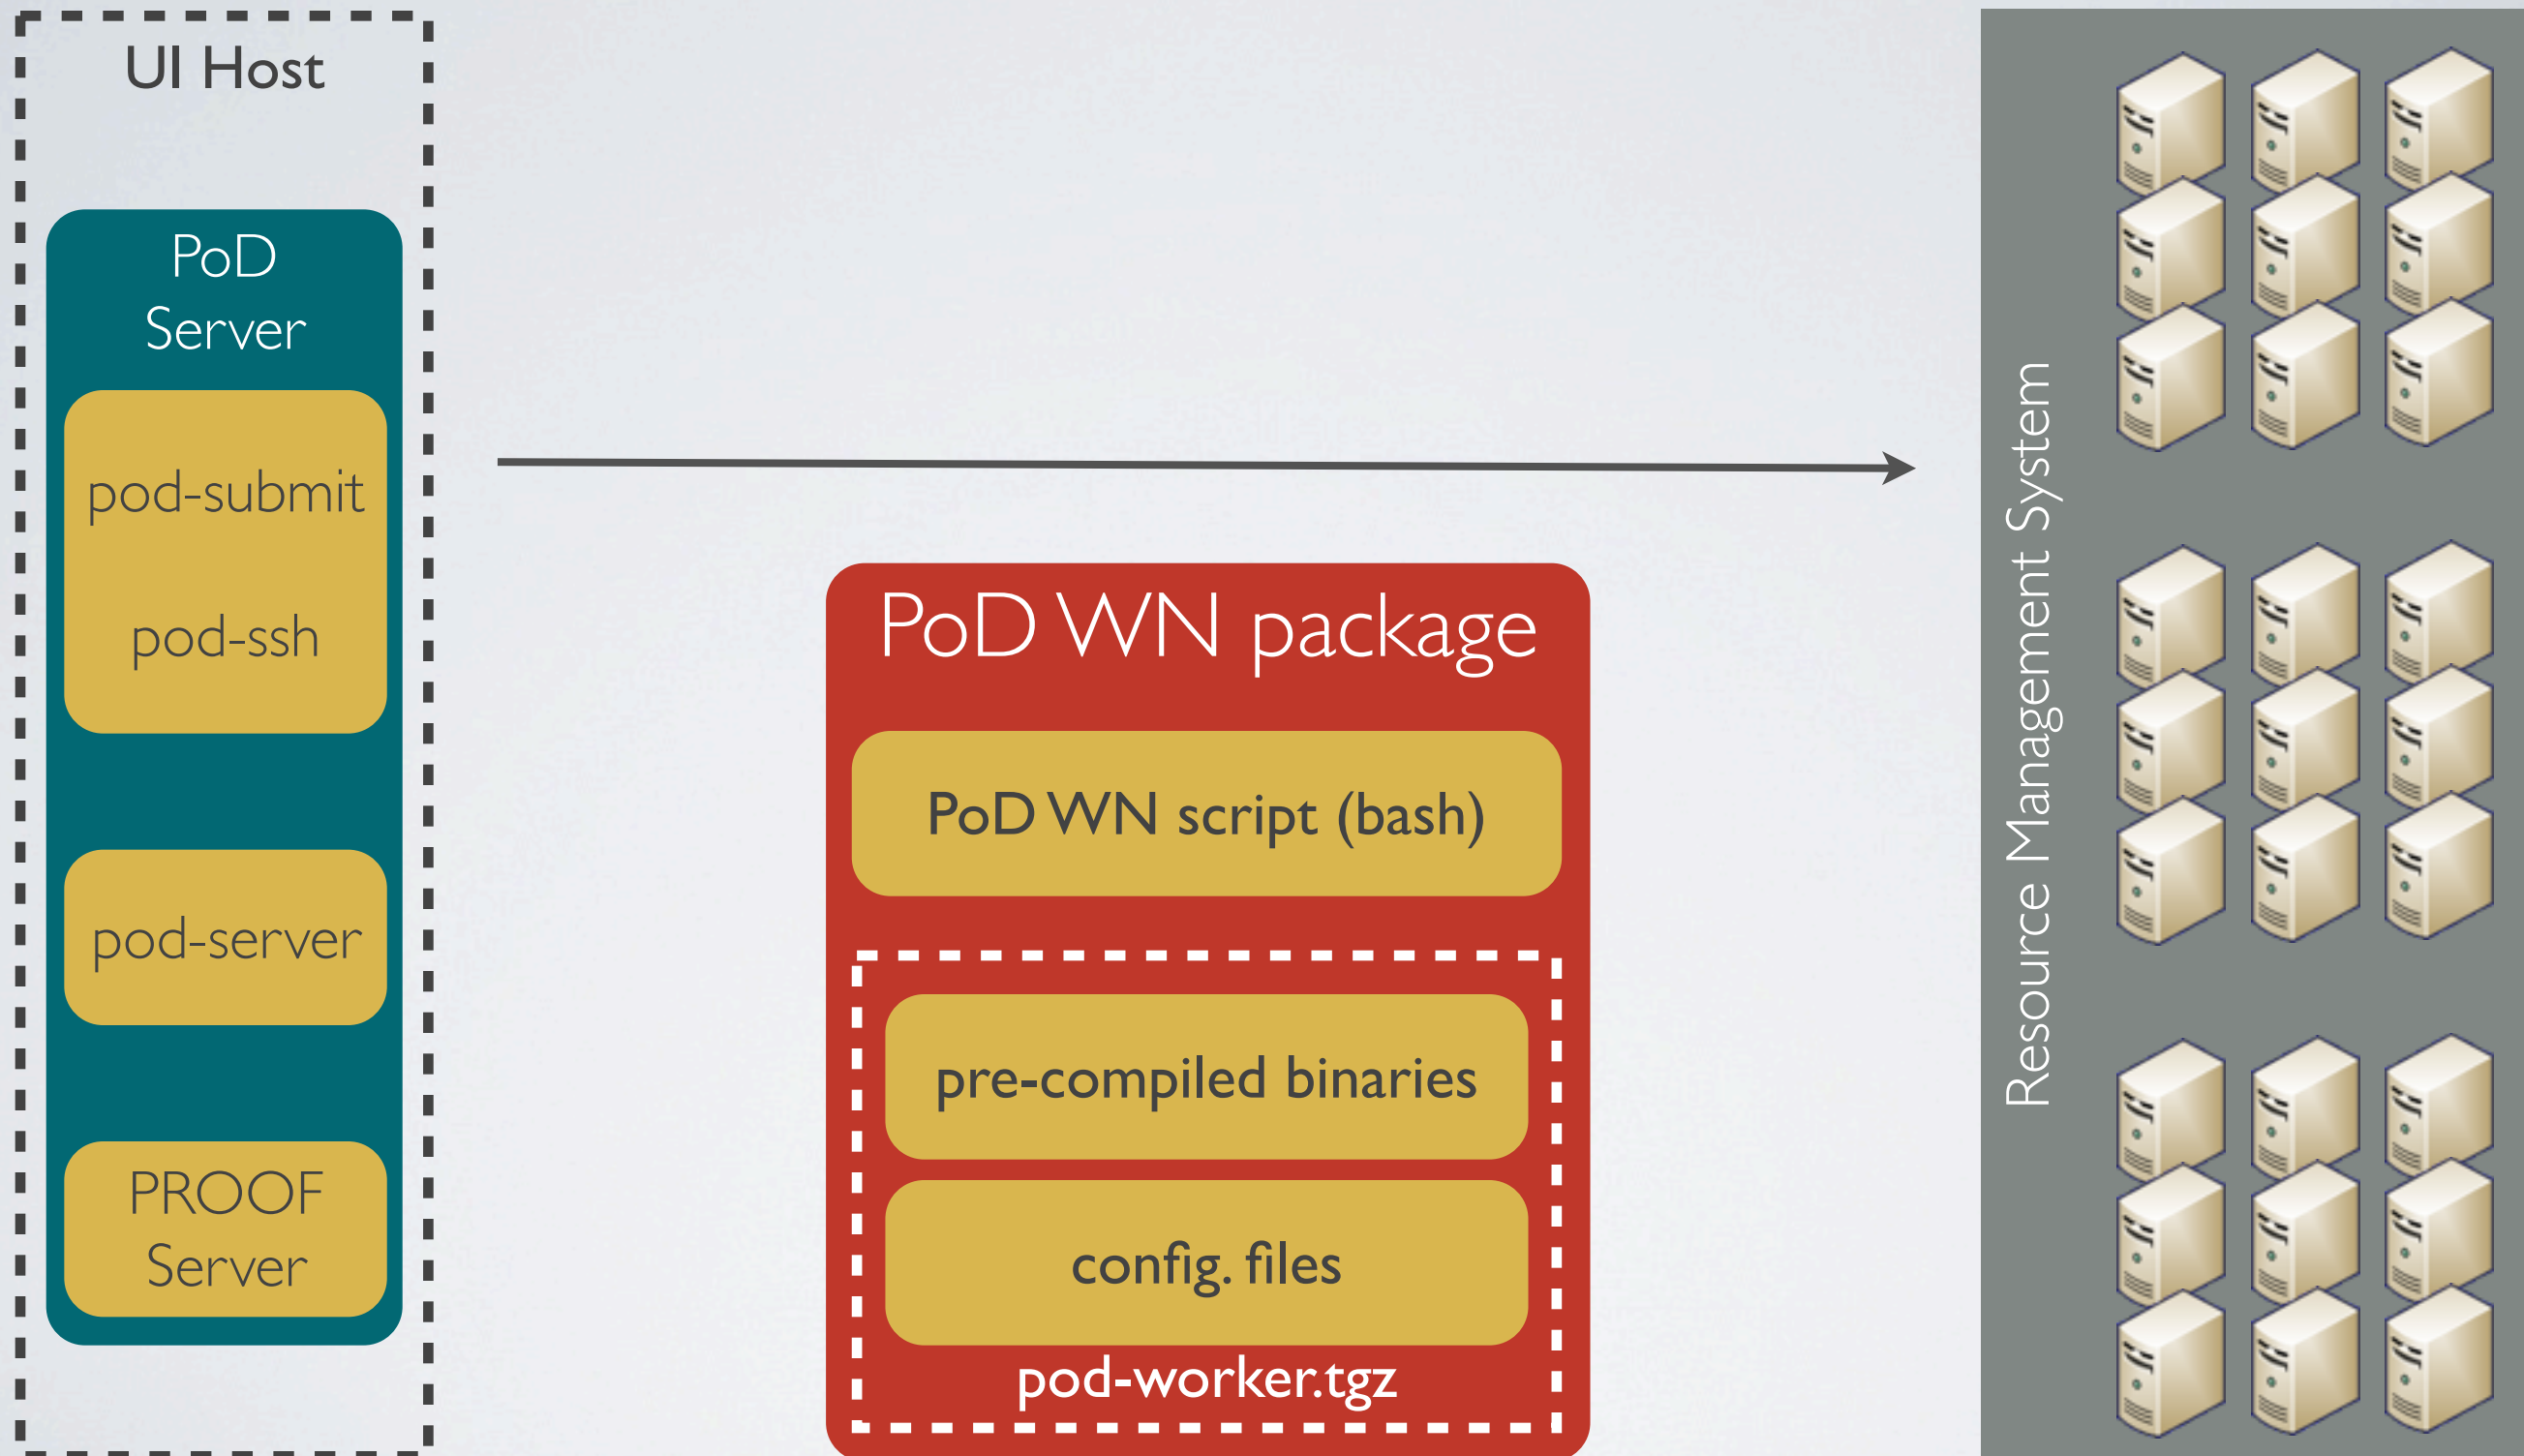 UI Host
PoD
Server
pod-submit
pod-ssh
pod-server
PROOF
Server
PoD WN package
PoD WN script (bash)
pre-compiled binaries
config. files
pod-worker.tgz
Resource Management System